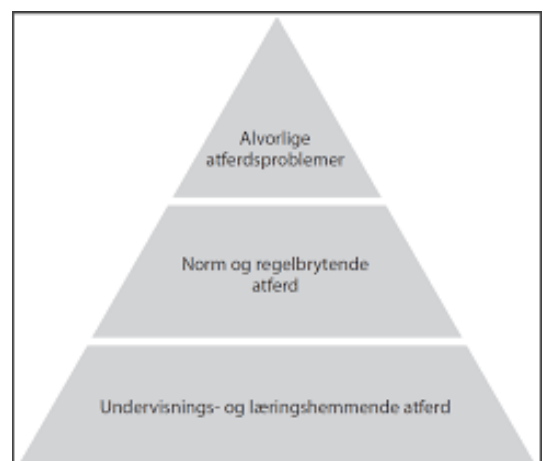 Alvorlige
atferdsproblemer
Norm og regelbrytende
atferd
Undervisnings- og læringshemmende atferd